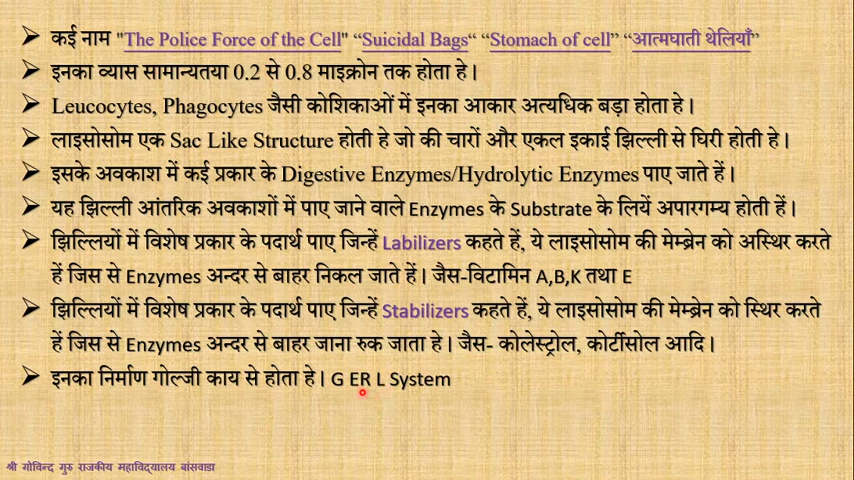 कई नाम "The Police Force of the Cell" “Suicidal Bags“ “Stomach of cell” “आत्मघाती थेलियाँ”
इनका व्यास सामान्यतया 0.2 से 0.8 माइक्रोन तक होता हे।
Leucocytes, Phagocytes जैसी कोशिकाओं में इनका आकार अत्यधिक बड़ा होता हे।
लाइसोसोम एक Sac Like Structure होती हे जो की चारों और एकल इकाई झिल्ली से घिरी होती हे।
इसके अवकाश में कई प्रकार के Digestive Enzymes/Hydrolytic Enzymes पाए जाते हें।
यह झिल्ली आंतरिक अवकाशों में पाए जाने वाले Enzymes के Substrate के लियें अपारगम्य होती हें।
झिल्लियों में विशेष प्रकार के पदार्थ पाए जिन्हें Labilizers कहते हें, ये लाइसोसोम की मेम्ब्रेन को अस्थिर करते
हें जिस से Enzymes अन्दर से बाहर निकल जाते हें। जैस-विटामिन A,B,K तथा E
झिल्लियों में विशेष प्रकार के पदार्थ पाए जिन्हें Stabilizers कहते हें, ये लाइसोसोम की मेम्ब्रेन को स्थिर करते
हें जिस से Enzymes अन्दर से बाहर जाना रुक जाता हे। जैस- कोलेस्ट्रोल, कोर्टीसोल आदि।
इनका निर्माण गोल्जी काय से होता हे। G ER L System
श्री गोविन्द गुरु राजकीय महाविद्यालय बांसवाडा